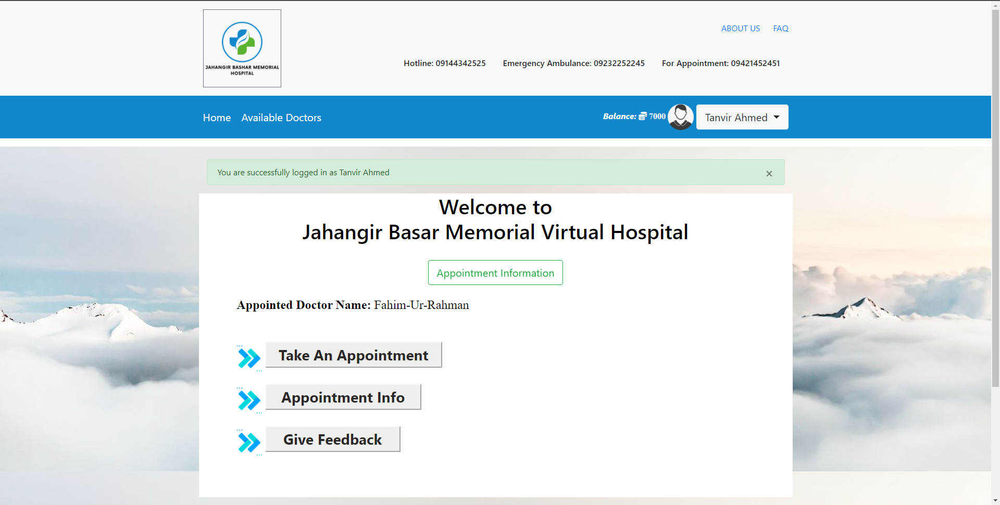 JAHANGIR BASHAR MEMORIAL
HOSPITAL
ABOUT US FAQ
Hotline: 09144342525 Emergency Ambulance: 09232252245 For Appointment: 09421452451
Home Available Doctors Balance: 7000 Tanvir Ahmed
You are successfully logged in as Tanvir Ahmed ×
Welcome to
Jahangir Basar Memorial Virtual Hospital
Appointment Information
Appointed Doctor Name: Fahim-Ur-Rahman
Take An Appointment
Appointment Info
Give Feedback